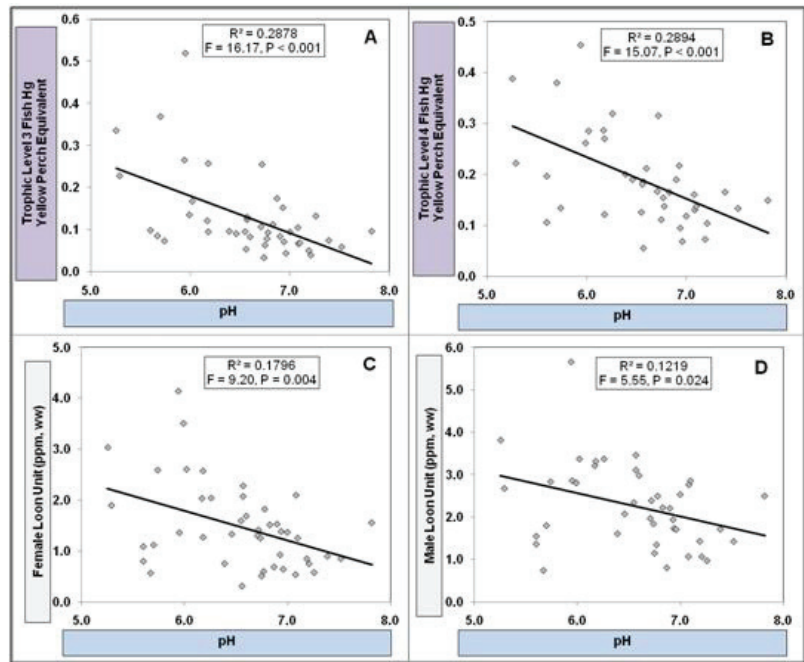 A
R² = 0.2878
F = 16.17, P < 0.001
Trophic Level 3 Fish Hg
Yellow Perch Equivalent
0.6
0.5
0.4
0.3
0.2
0.1
0.0
5.0 6.0 7.0 8.0
pH
B
R² = 0.2894
F = 15.07, P < 0.001
Trophic Level 4 Fish Hg
Yellow Perch Equivalent
0.5
0.4
0.3
0.2
0.1
0.0
5.0 6.0 7.0 8.0
pH
C
R² = 0.1796
F = 9.20, P = 0.004
Female Loon Unit (ppm, ww)
5.0
4.0
3.0
2.0
1.0
0.0
5.0 6.0 7.0 8.0
pH
D
R² = 0.1219
F = 5.55, P = 0.024
Male Loon Unit (ppm, ww)
6.0
5.0
4.0
3.0
2.0
1.0
0.0
5.0 6.0 7.0 8.0
pH